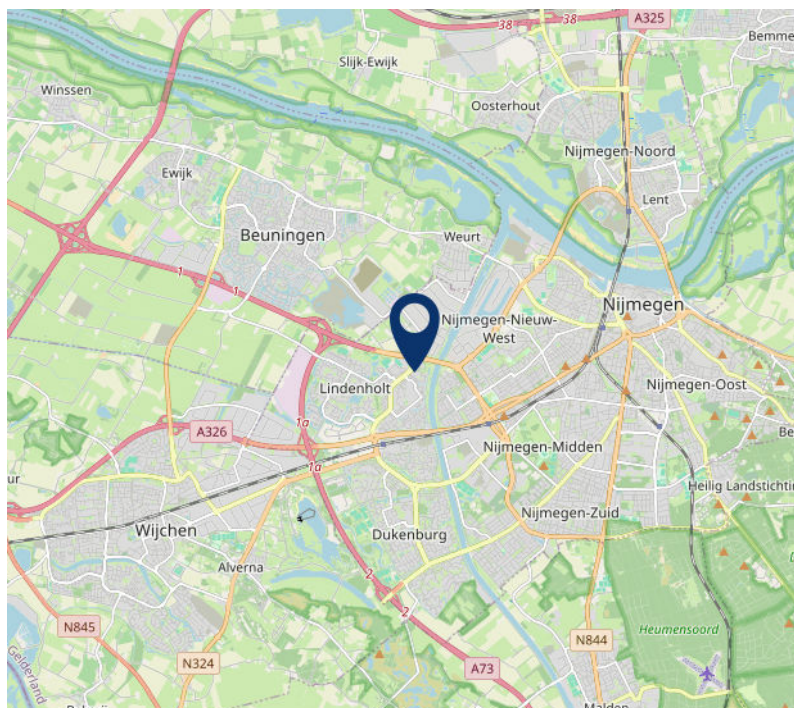 38
A325
38
Slijk-Ewijk
Winssen
Oosterhout
Nijmegen-Noord
Ewijk
Lent
Beuningen
Weurt
1
1
Nijmegen
Nijmegen-Nieuw-
West
Lindenholt
Nijmegen-Oost
1a
A326
Nijmegen-Midden
1a
Heilig Landstichtin
Wijchen
Nijmegen-Zuid
Dukenburg
Alverna
2
2
N845
Heumensoord
N844
Gelderland
N324
A73
Malden